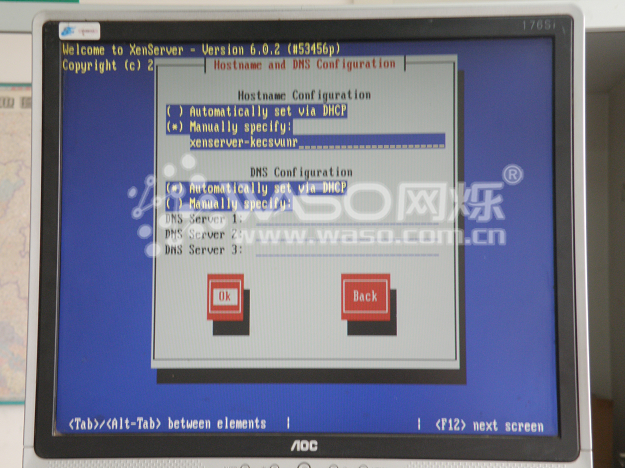 1765i
Welcome to XenServer - Version 6.0.2 (#53456p)
Copyright (c) 2
Hostname and DNS Configuration
Hostname Configuration
( ) Automatically set via DHCP
(*) Manually specify:
xenserver-kecsvunr
DNS Configuration
(*) Automatically set via DHCP
( ) Manually specify:
DNS Server 1:
DNS Server 2:
DNS Server 3:
WASO网烁®
www.waso.com.cn
Ok Back
<Tab>/<Alt-Tab> between elements | | <F12> next screen
AOC